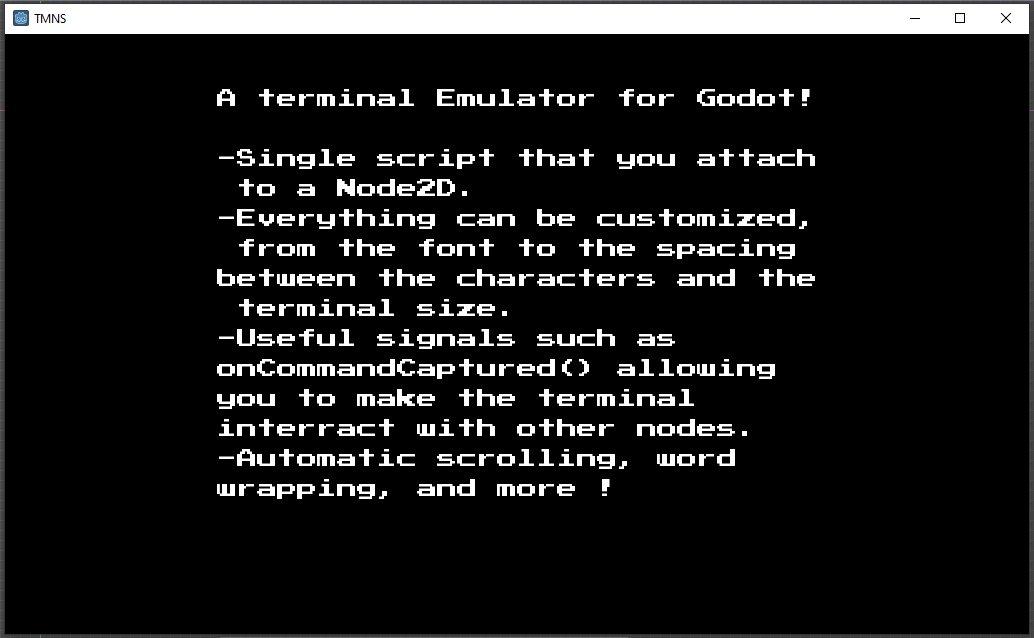 TMNS
A terminal Emulator for Godot!
-Single script that you attach
to a Node2D.
-Everything can be customized,
from the font to the spacing
between the characters and the
terminal size.
-Useful signals such as
onCommandCaptured() allowing
you to make the terminal
interract with other nodes.
-Automatic scrolling, word
wrapping, and more !